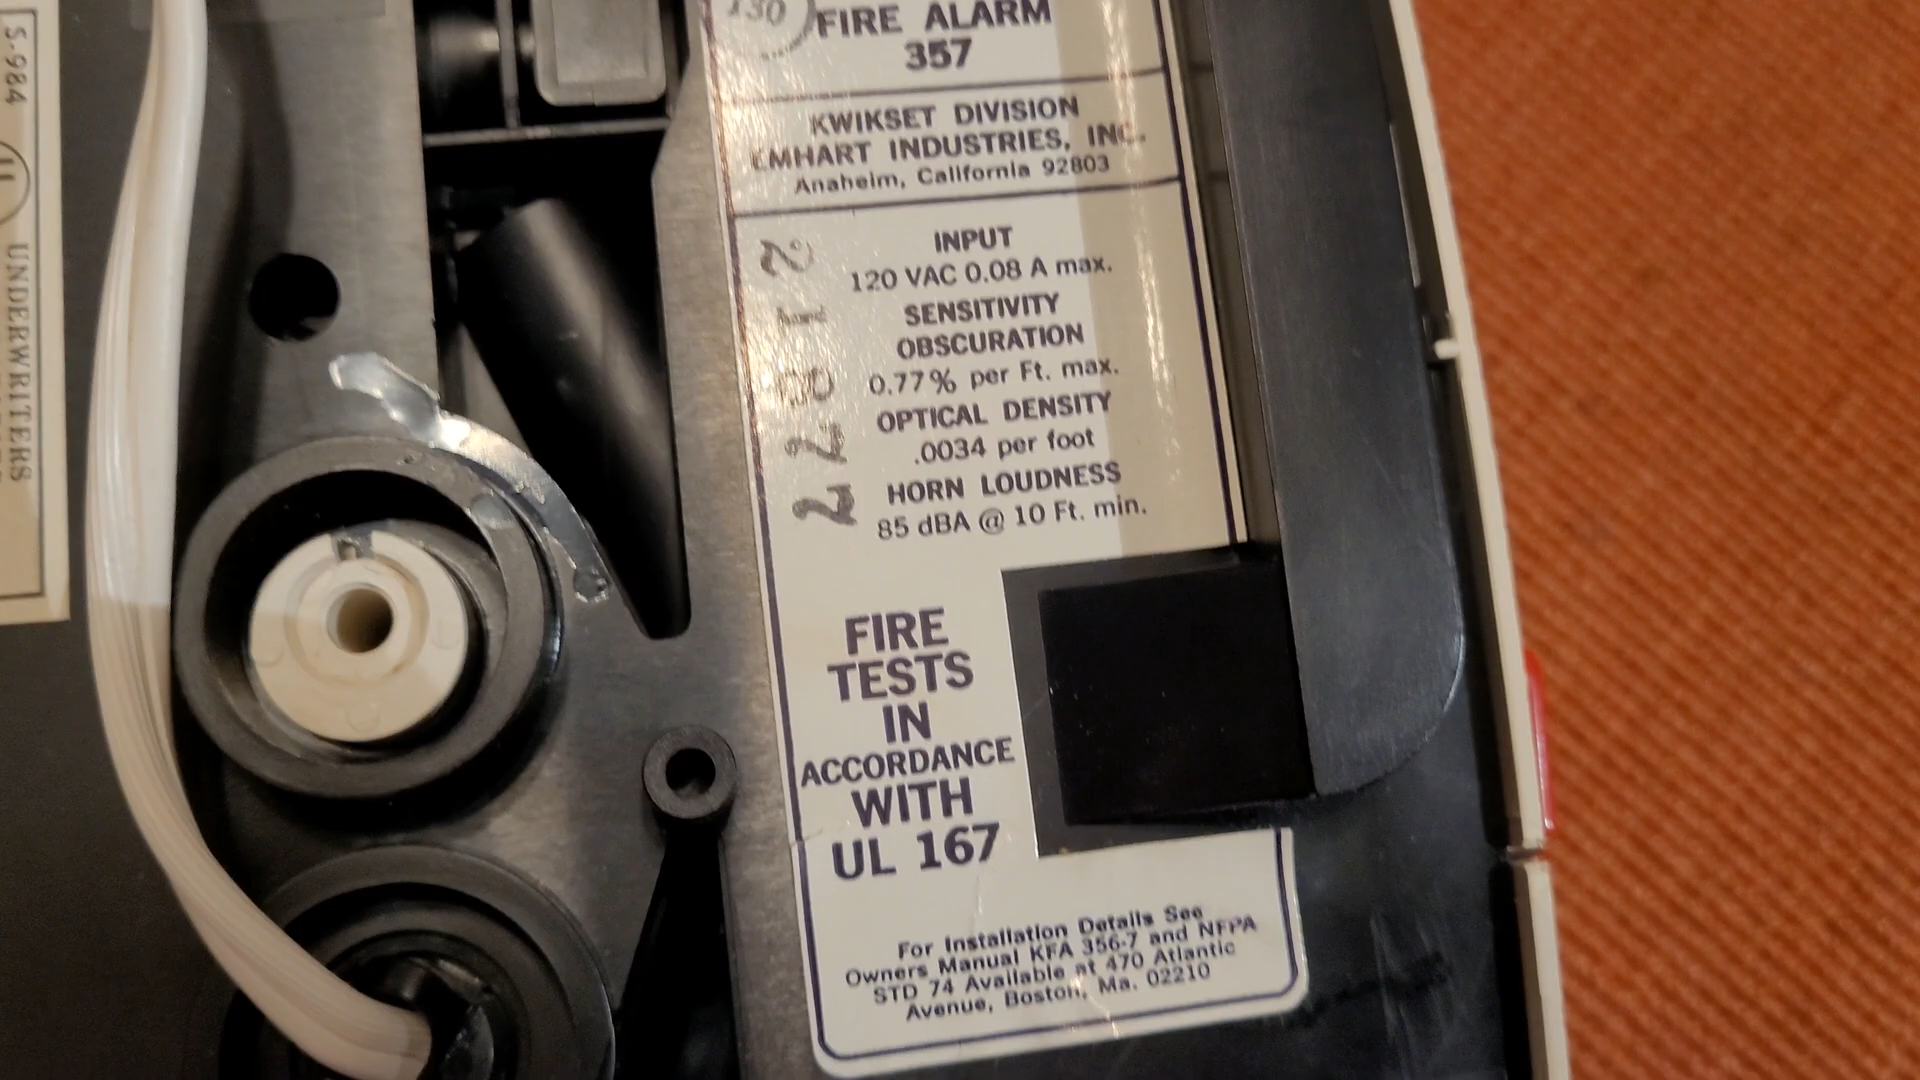 S-984
UNDERWRITERS
FIRE ALARM
357
KWIKSET DIVISION
EMHART INDUSTRIES, INC.
Anaheim, California 92803
22812
INPUT
120 VAC 0.08 A max.
SENSITIVITY
OBSCURATION
0.77% per Ft. max.
OPTICAL DENSITY
.0034 per foot
HORN LOUDNESS
85 dBA @ 10 Ft. min.
FIRE
TESTS
IN
ACCORDANCE
WITH
UL 167
For Installation Details See
Owners Manual KFA 356-7 and NFPA
STD 74 Available at 470 Atlantic
Avenue, Boston, Ma. 02210